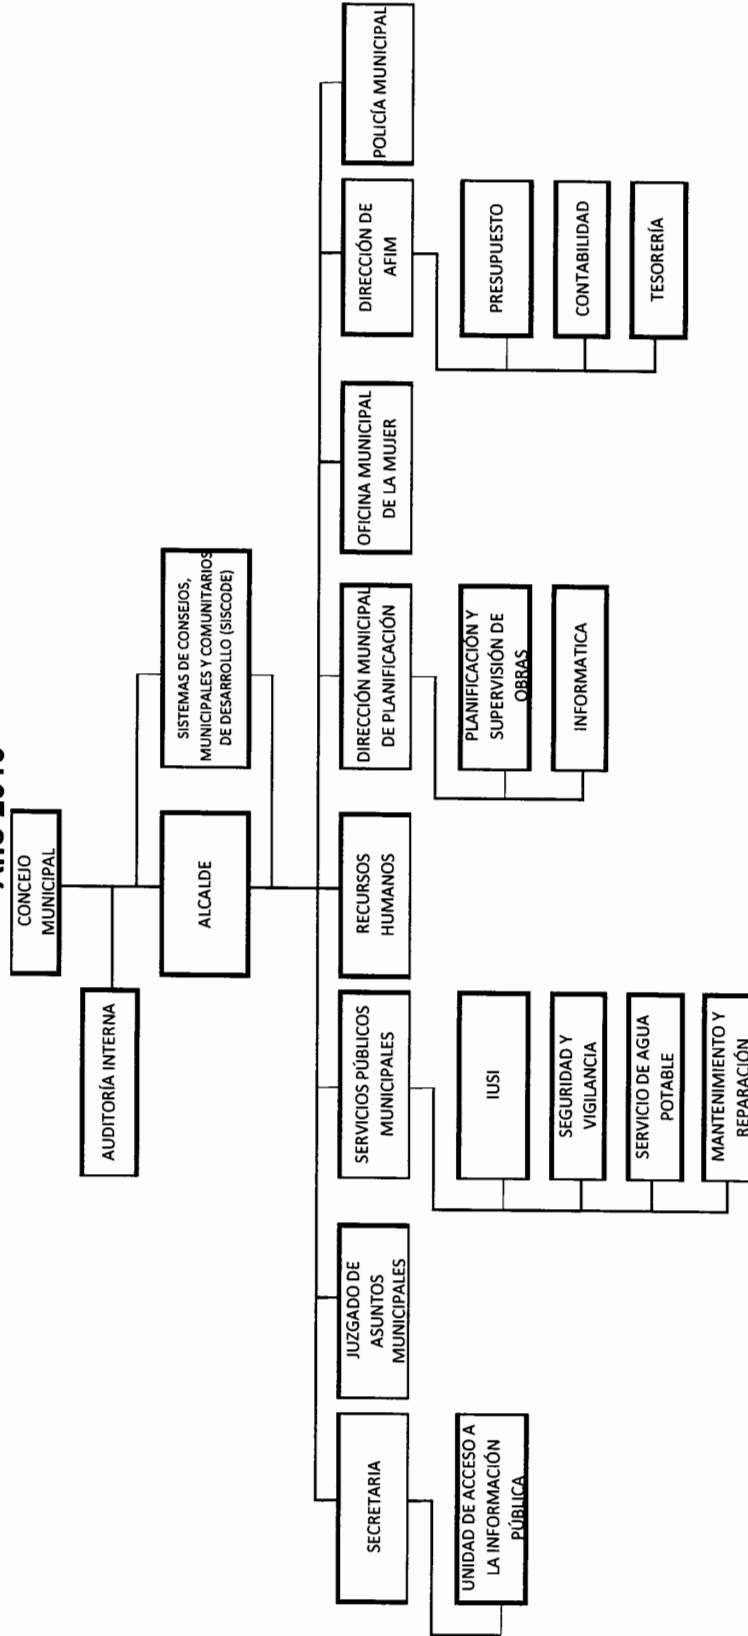 CONCEJO
MUNICIPAL
AUDITORÍA INTERNA
ALCALDE
SISTEMAS DE CONSEJOS,
MUNICIPALES Y COMUNITARIOS
DE DESARROLLO (SISCODE)
SECRETARIA
JUZGADO DE
ASUNTOS
MUNICIPALES
SERVICIOS PÚBLICOS
MUNICIPALES
RECURSOS
HUMANOS
DIRECCIÓN MUNICIPAL
DE PLANIFICACIÓN
OFICINA MUNICIPAL
DE LA MUJER
DIRECCIÓN DE
AFIM
POLICÍA MUNICIPAL
UNIDAD DE ACCESO A
LA INFORMACIÓN
PÚBLICA
IUSI
SEGURIDAD Y
VIGILANCIA
SERVICIO DE AGUA
POTABLE
MANTENIMIENTO Y
REPARACIÓN
PLANIFICACIÓN Y
SUPERVISIÓN DE
OBRAS
INFORMATICA
PRESUPUESTO
CONTABILIDAD
TESORERÍA